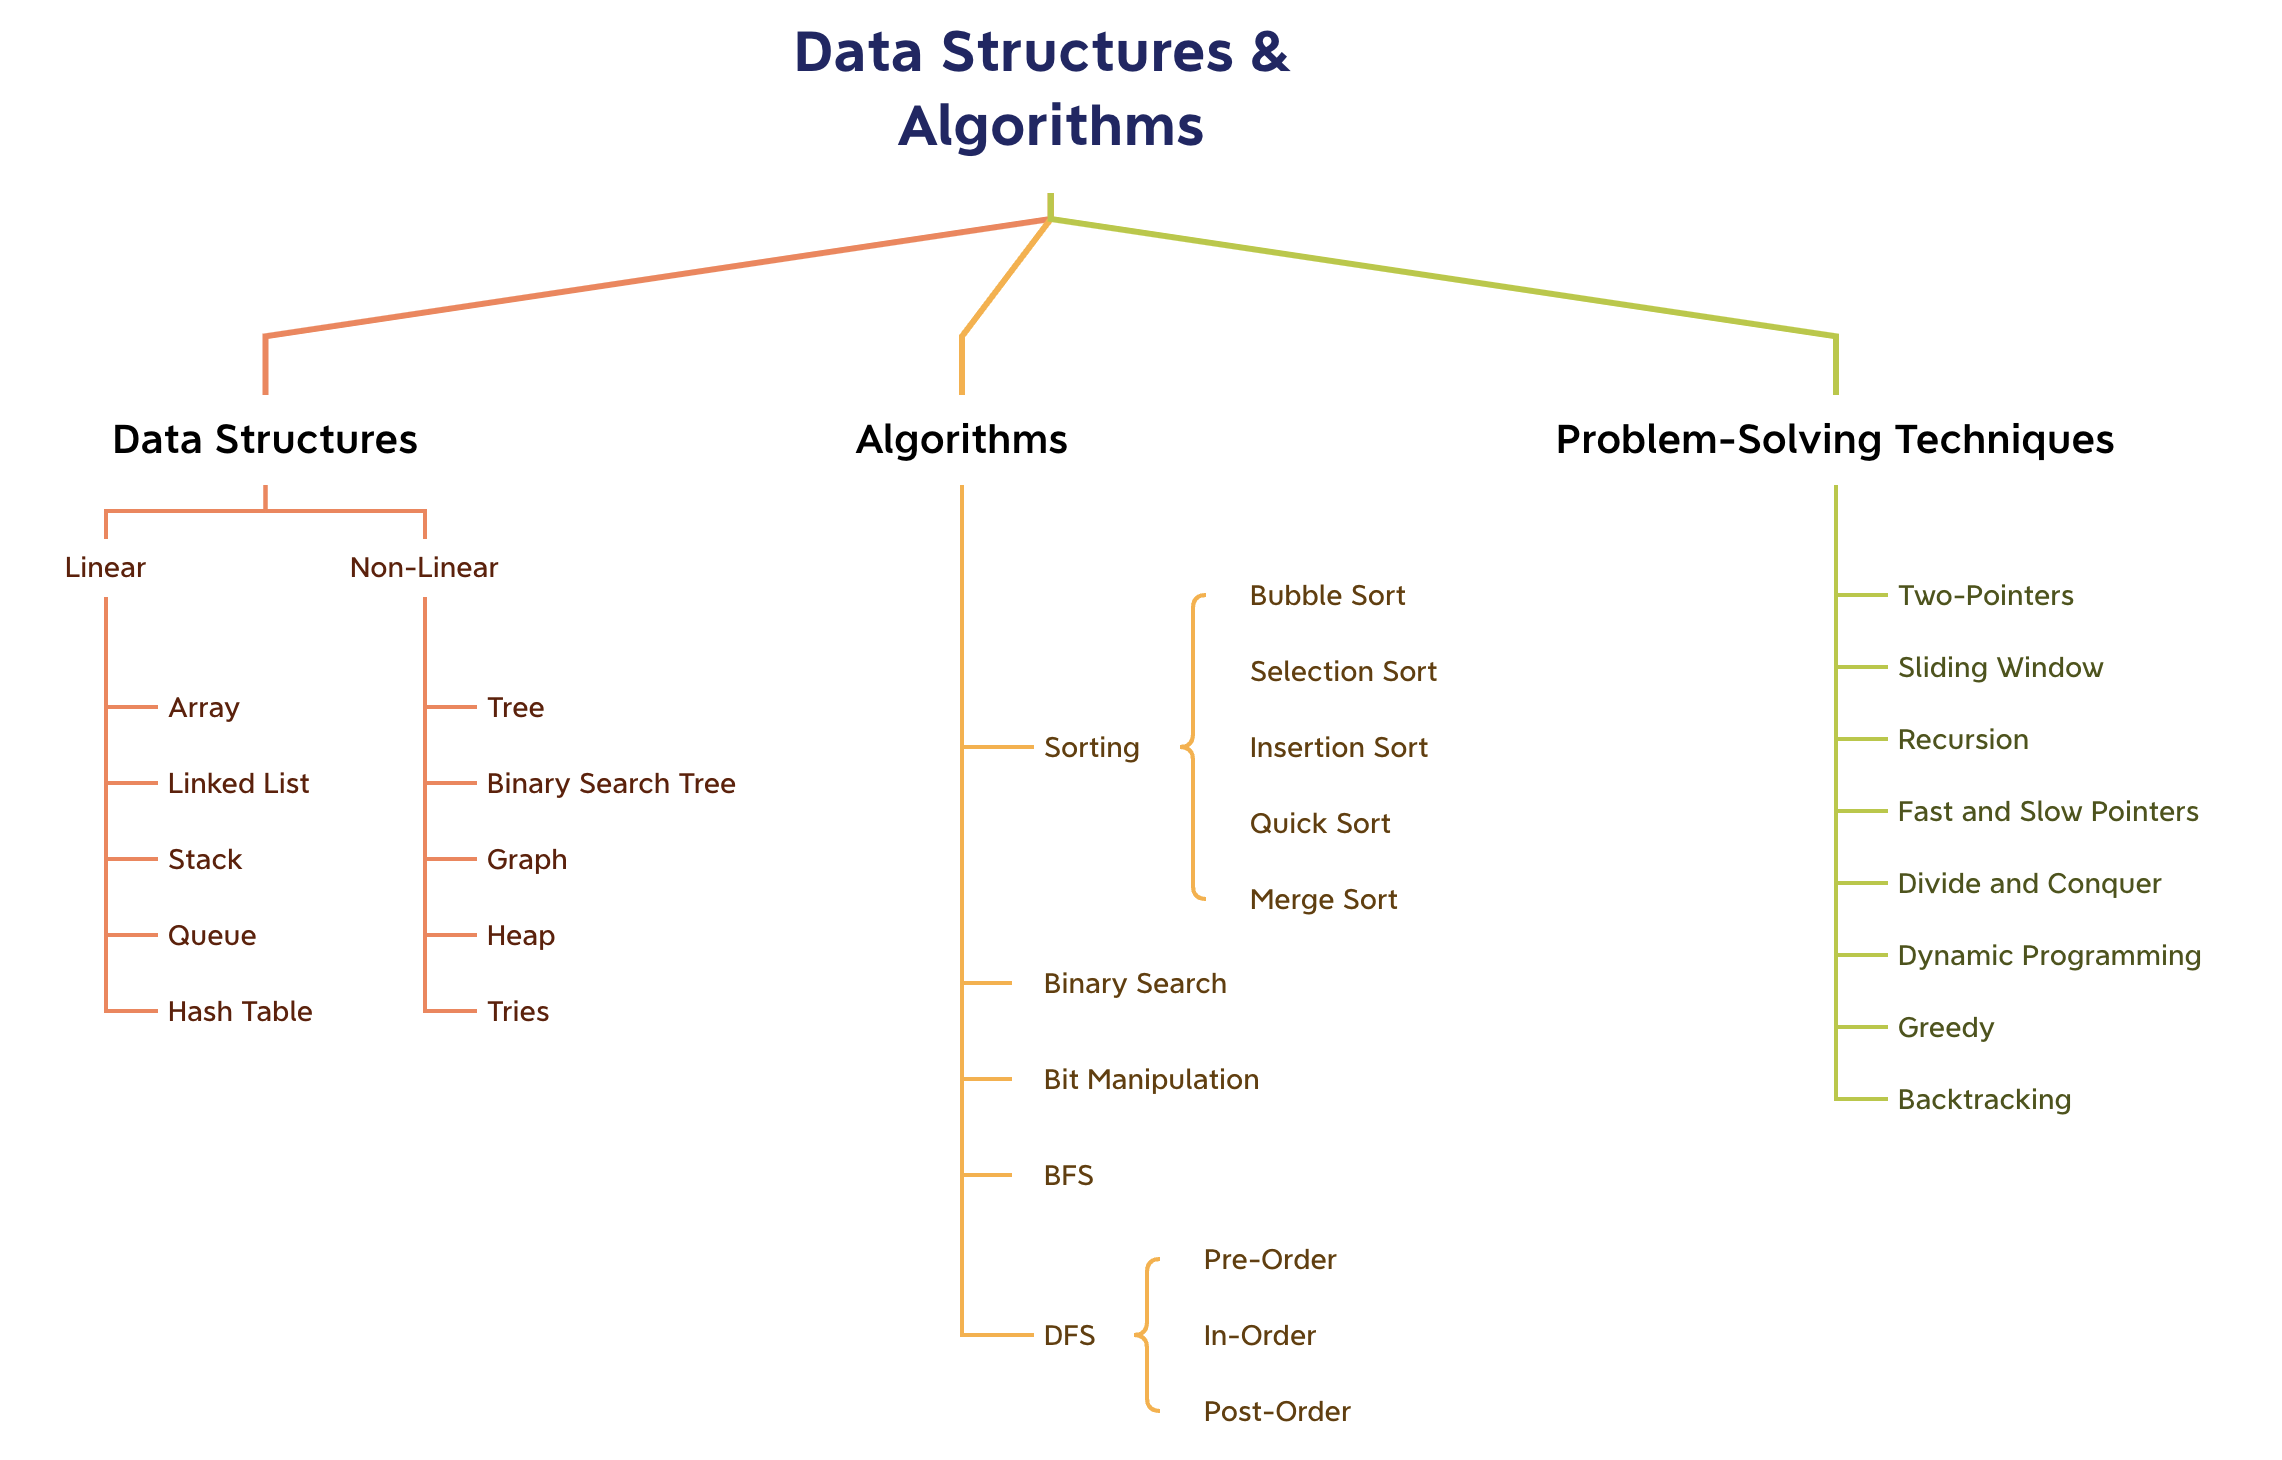 Data Structures &
Algorithms
Data Structures
Linear
Array
Linked List
Stack
Queue
Hash Table
Non-Linear
Tree
Binary Search Tree
Graph
Heap
Tries
Algorithms
Sorting
Bubble Sort
Selection Sort
Insertion Sort
Quick Sort
Merge Sort
Binary Search
Bit Manipulation
BFS
DFS
Pre-Order
In-Order
Post-Order
Problem-Solving Techniques
Two-Pointers
Sliding Window
Recursion
Fast and Slow Pointers
Divide and Conquer
Dynamic Programming
Greedy
Backtracking